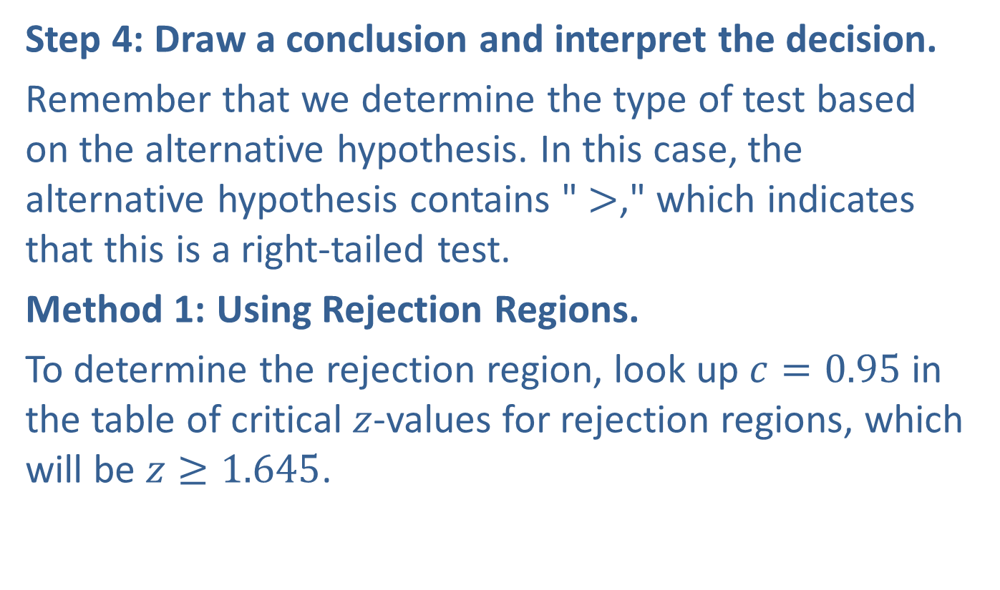 Step 4: Draw a conclusion and interpret the decision.
Remember that we determine the type of test based
on the alternative hypothesis. In this case, the
alternative hypothesis contains " >," which indicates
that this is a right-tailed test.
Method 1: Using Rejection Regions.
To determine the rejection region, look up c = 0.95 in
the table of critical z-values for rejection regions, which
will be z ≥ 1.645.